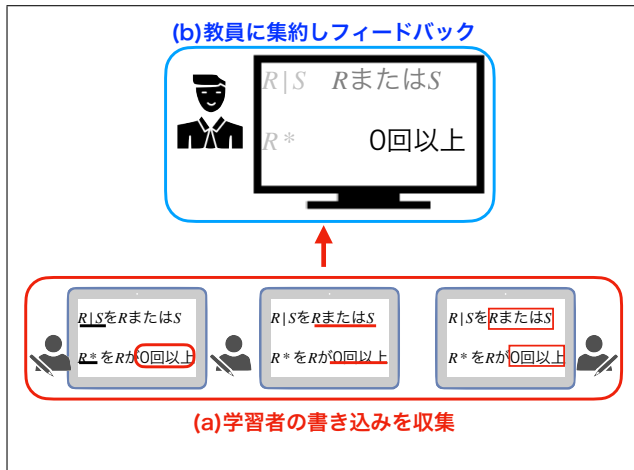 (b)教員に集約しフィードバック
R|S RまたはS
R* 0回以上
R|SをRまたはS
R*をRが0回以上
R|SをRまたはS
R*をRが0回以上
R|SをRまたはS
R*をRが0回以上
(a)学習者の書き込みを収集